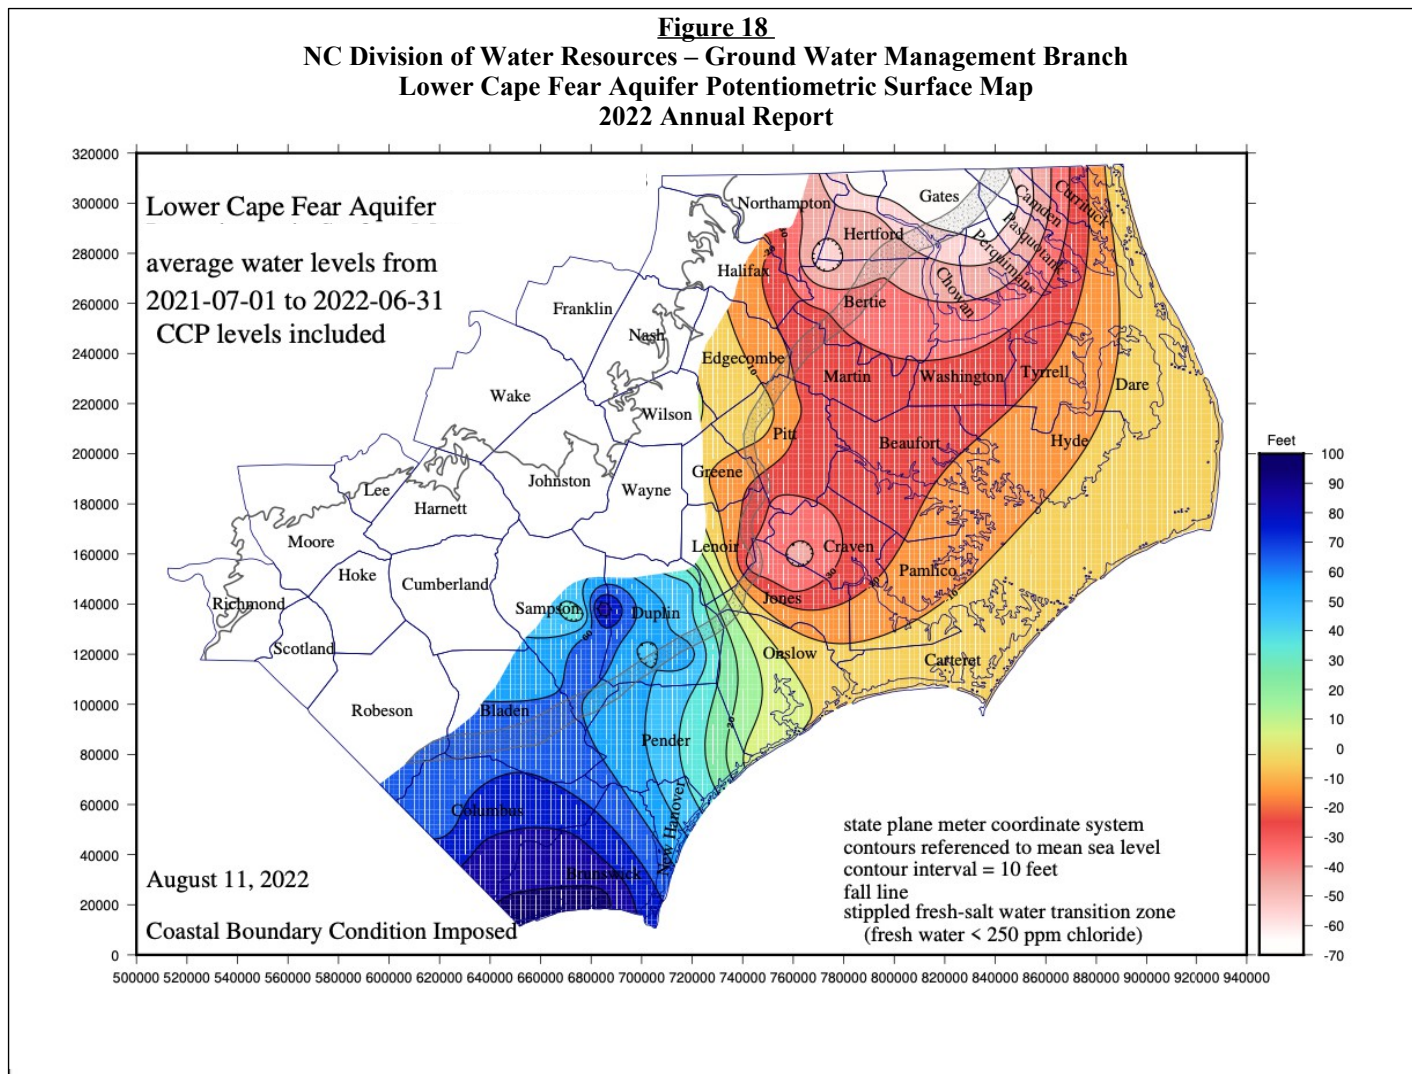 Figure 18
NC Division of Water Resources – Ground Water Management Branch
Lower Cape Fear Aquifer Potentiometric Surface Map
2022 Annual Report
Lower Cape Fear Aquifer
average water levels from
2021-07-01 to 2022-06-31
CCP levels included
320000
300000
280000
260000
240000
220000
200000
180000
160000
140000
120000
100000
80000
60000
40000
20000
0
Northampton
Gates
Camden
Currituck
Pasquotank
Perquimans
Hertford
Halifax
Chowan
Bertie
Franklin
Nash
Edgecombe
Martin
Washington
Tyrrell
Dare
Wake
Wilson
Pitt
Beaufort
Hyde
Greene
Johnston
Wayne
Lee
Harnett
Moore
Lenoir
Craven
Hoke
Cumberland
Pamlico
Richmond
Sampson
Duplin
Jones
Scotland
Onslow
Carteret
Robeson
Bladen
Pender
Columbus
New Hanover
Brunswick
40
10
0
30
10
60
20
Feet
100
90
80
70
60
50
40
30
20
10
0
-10
-20
-30
-40
-50
-60
-70
state plane meter coordinate system
contours referenced to mean sea level
contour interval = 10 feet
fall line
stippled fresh-salt water transition zone
(fresh water < 250 ppm chloride)
August 11, 2022
Coastal Boundary Condition Imposed
500000 520000 540000 560000 580000 600000 620000 640000 660000 680000 700000 720000 740000 760000 780000 800000 820000 840000 860000 880000 900000 920000 940000